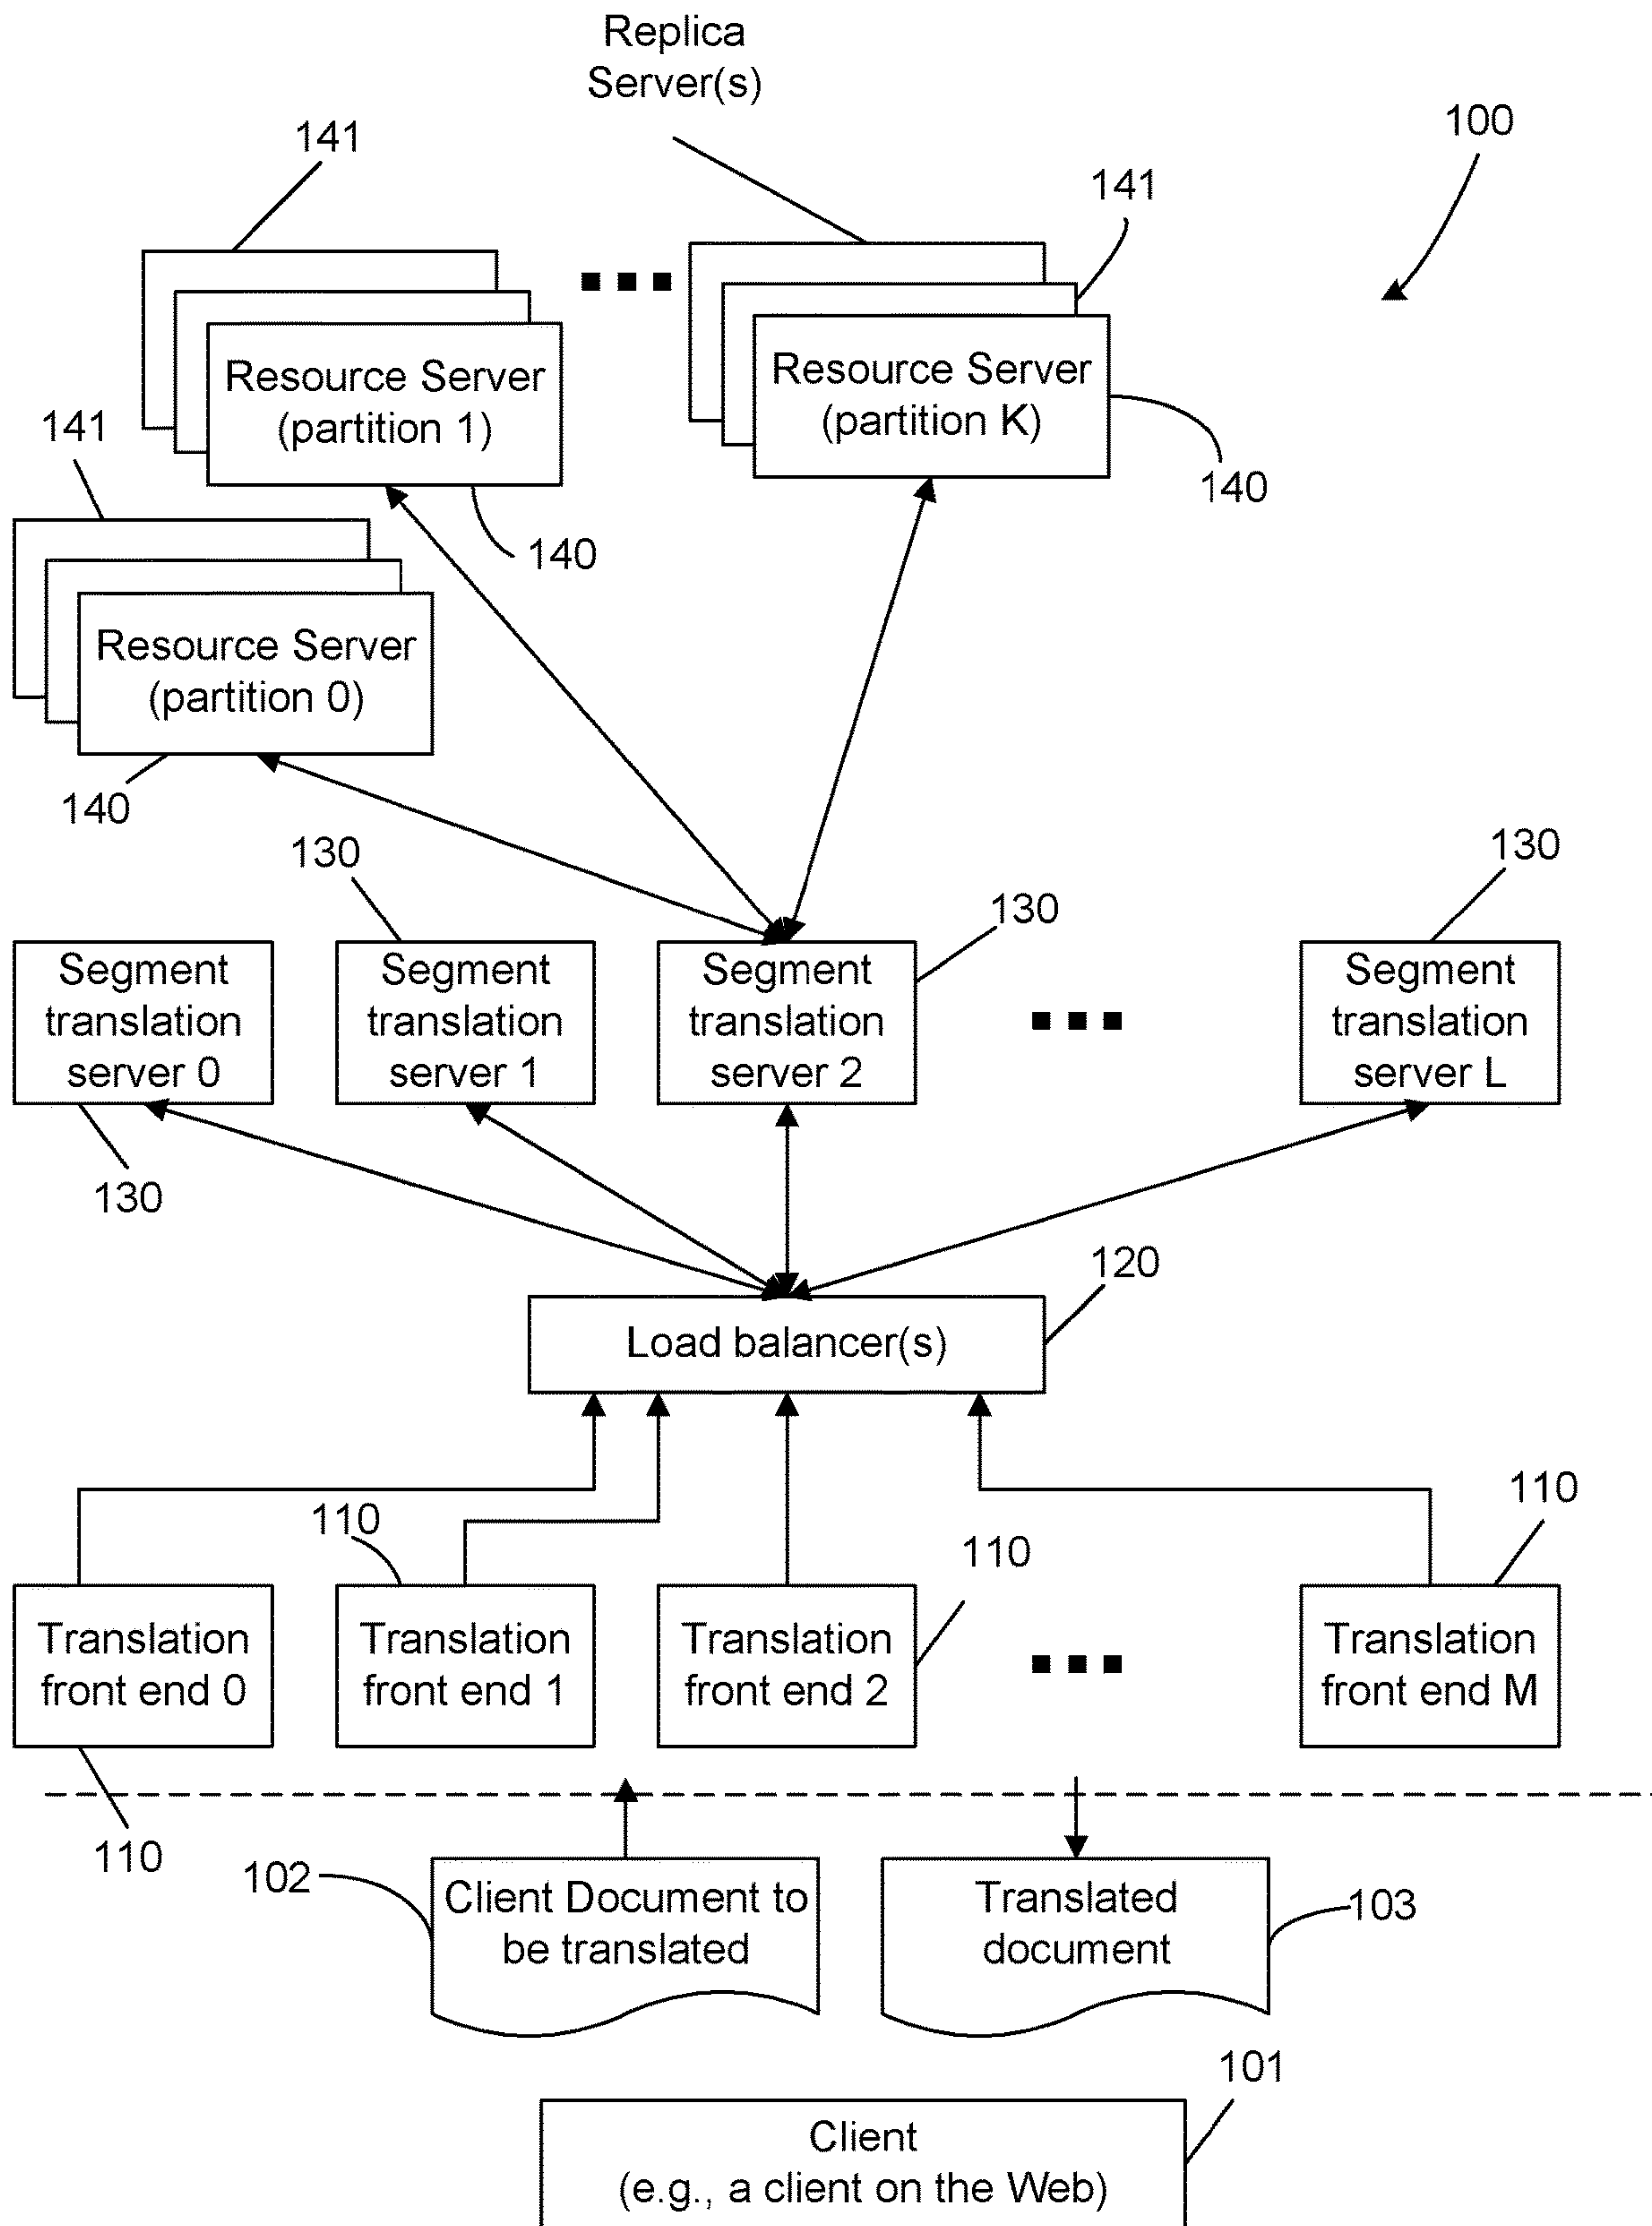 Replica
Server(s)
100
141
141
Resource Server
(partition 1)
Resource Server
(partition K)
141
140
140
Resource Server
(partition 0)
140
130
130
130
Segment
translation
server 0
Segment
translation
server 1
Segment
translation
server 2
Segment
translation
server L
130
120
Load balancer(s)
110
110
110
Translation
front end 0
Translation
front end 1
Translation
front end 2
Translation
front end M
110
102
Client Document to
be translated
Translated
document
103
101
Client
(e.g., a client on the Web)